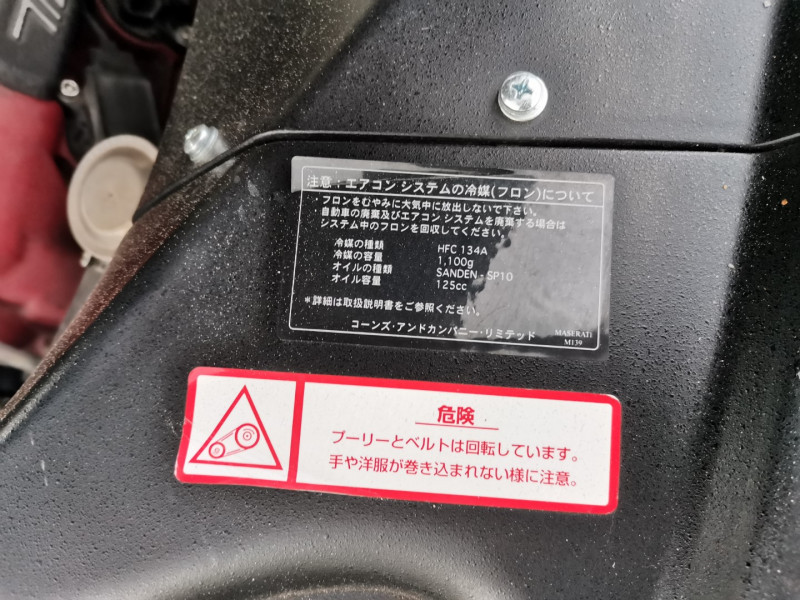 注意：エアコン システムの冷媒(フロン)について
・フロンをむやみに大気中に放出しないで下さい。
自動車の廃棄及びエアコン システムを廃棄する場合は
システム中のフロンを回収してください。
冷媒の種類 HFC 134A
冷媒の容量 1,100g
オイルの種類 SANDEN - SP10
オイル容量 125cc
*詳細は取扱説明書をご参照ください。
コーンズ・アンドカンパニー・リミテッド
MASERATI
M139
危険
プーリーとベルトは回転しています。
手や洋服が巻き込まれない様に注意。